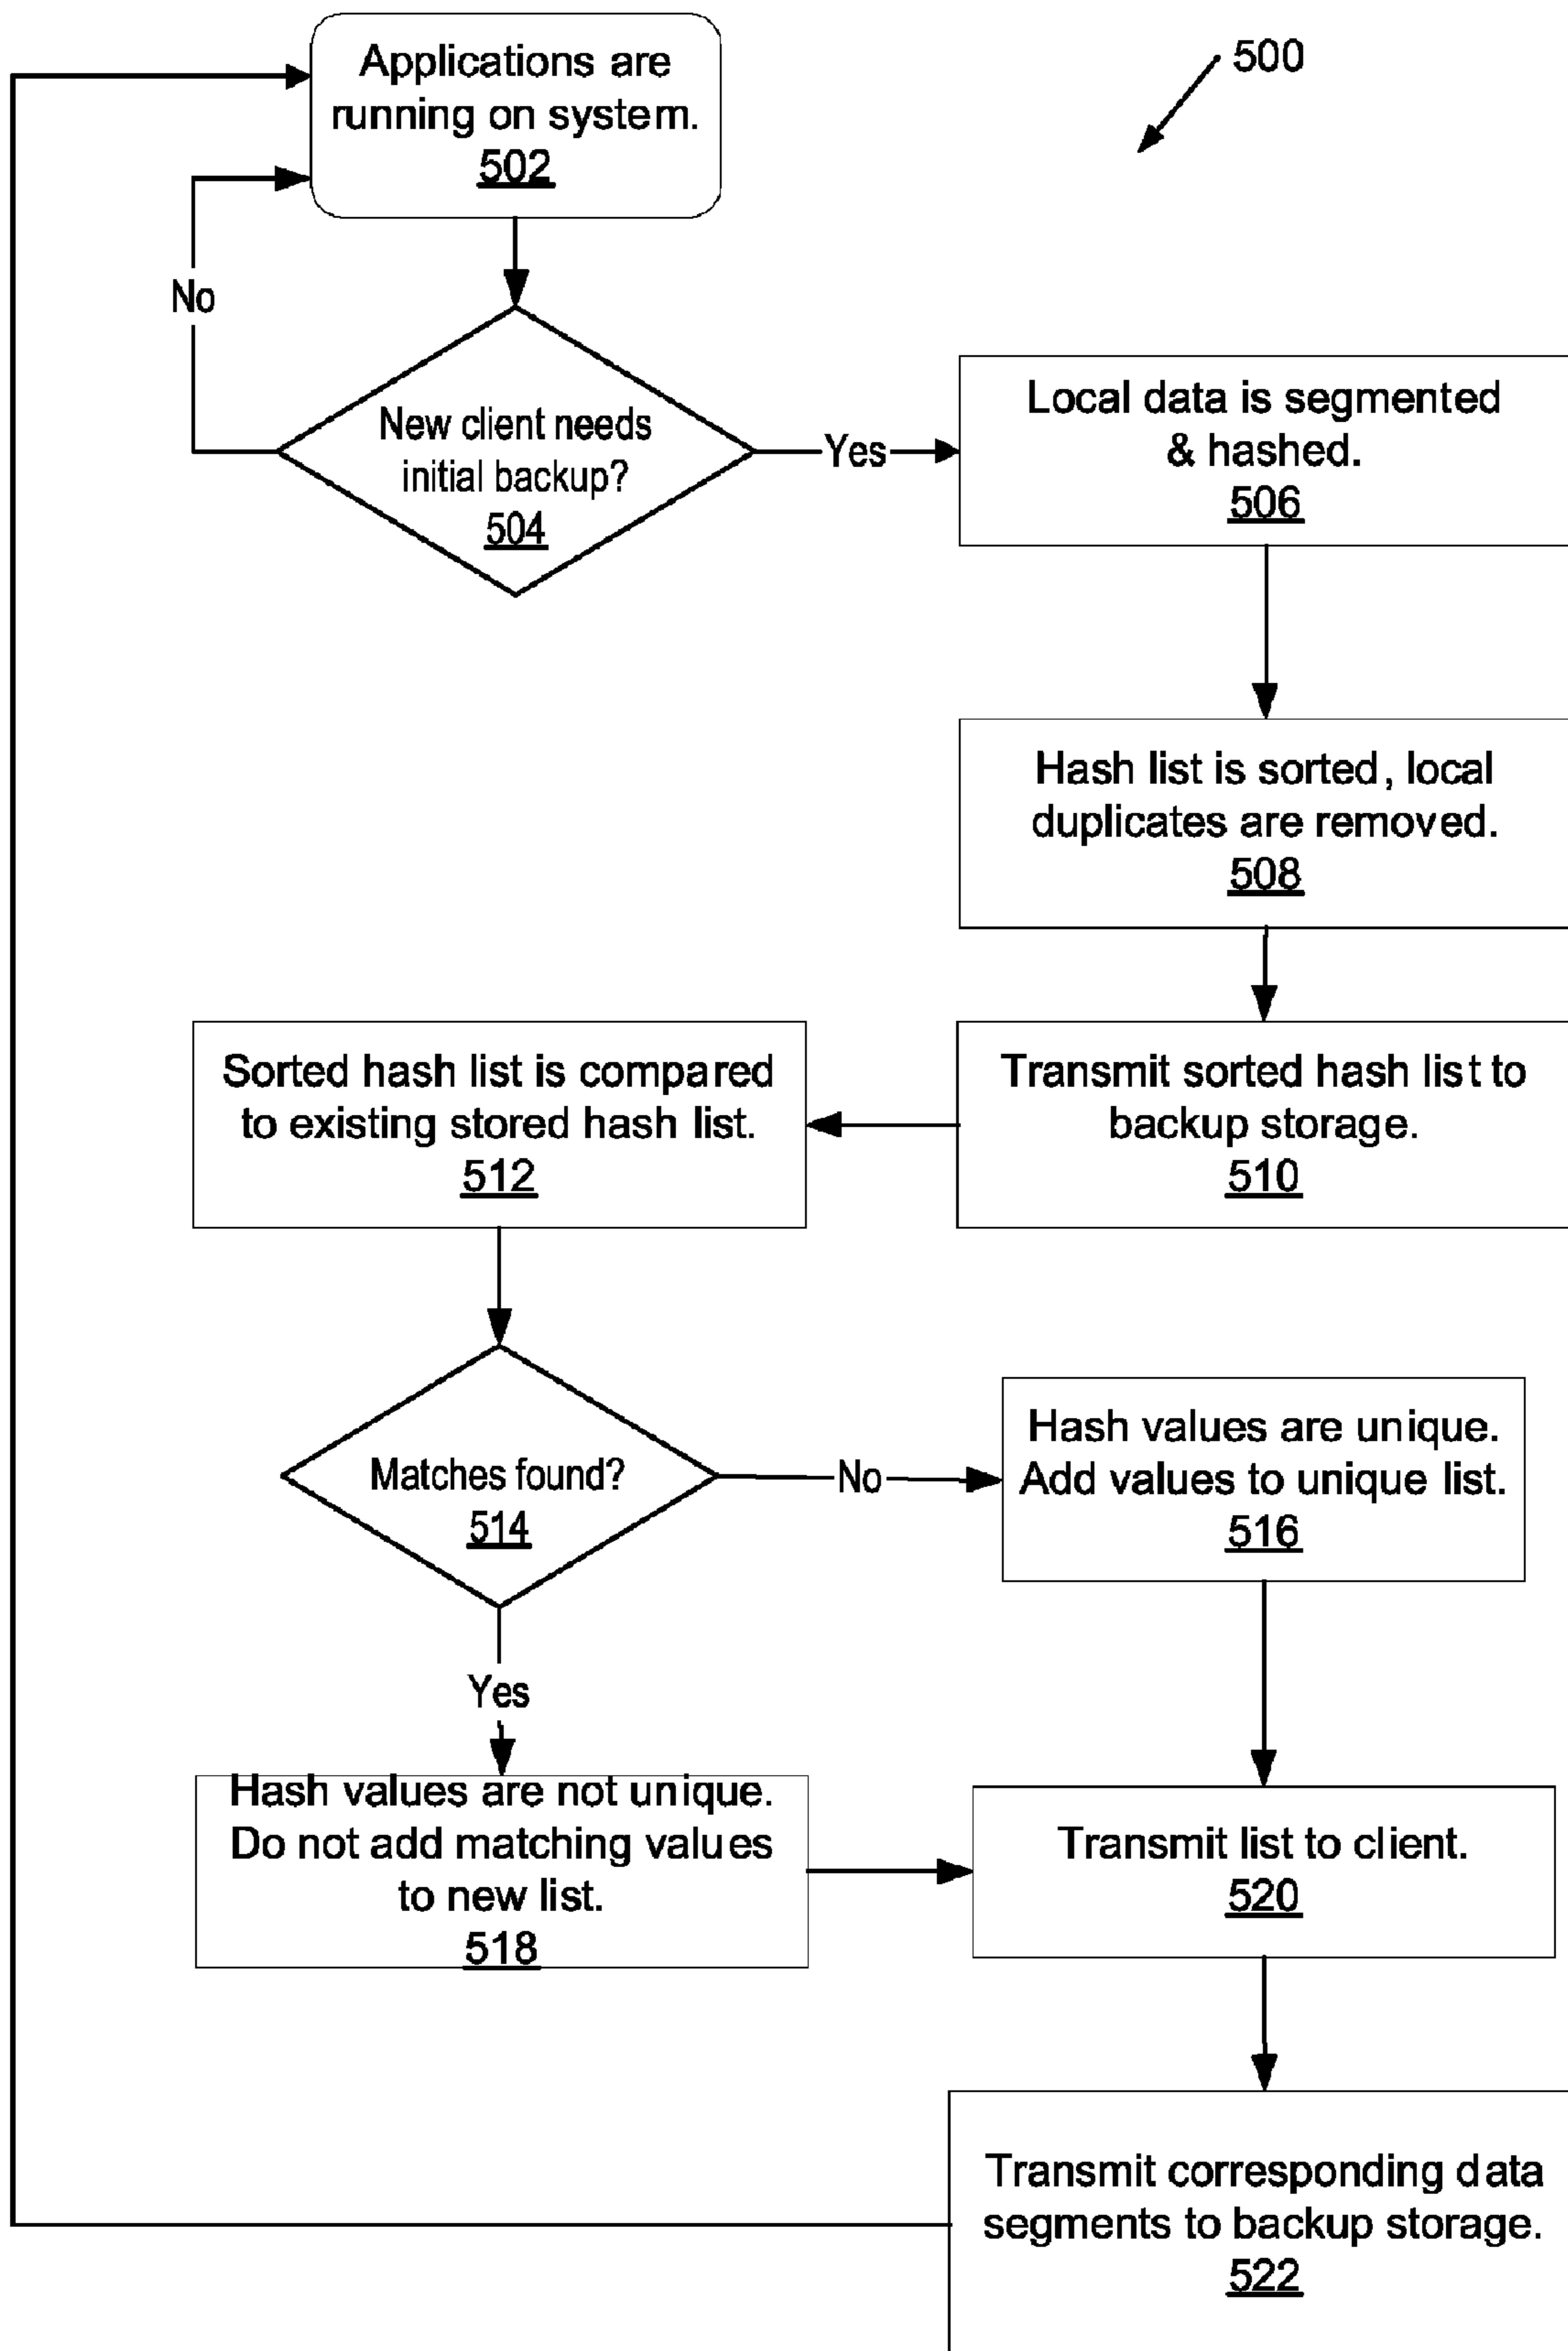 Applications are
running on system.
502
500
No
New client needs
initial backup?
504
Yes
Local data is segmented
& hashed.
506
Hash list is sorted, local
duplicates are removed.
508
Transmit sorted hash list to
backup storage.
510
Sorted hash list is compared
to existing stored hash list.
512
Matches found?
514
No
Hash values are unique.
Add values to unique list.
516
Yes
Hash values are not unique.
Do not add matching values
to new list.
518
Transmit list to client.
520
Transmit corresponding data
segments to backup storage.
522